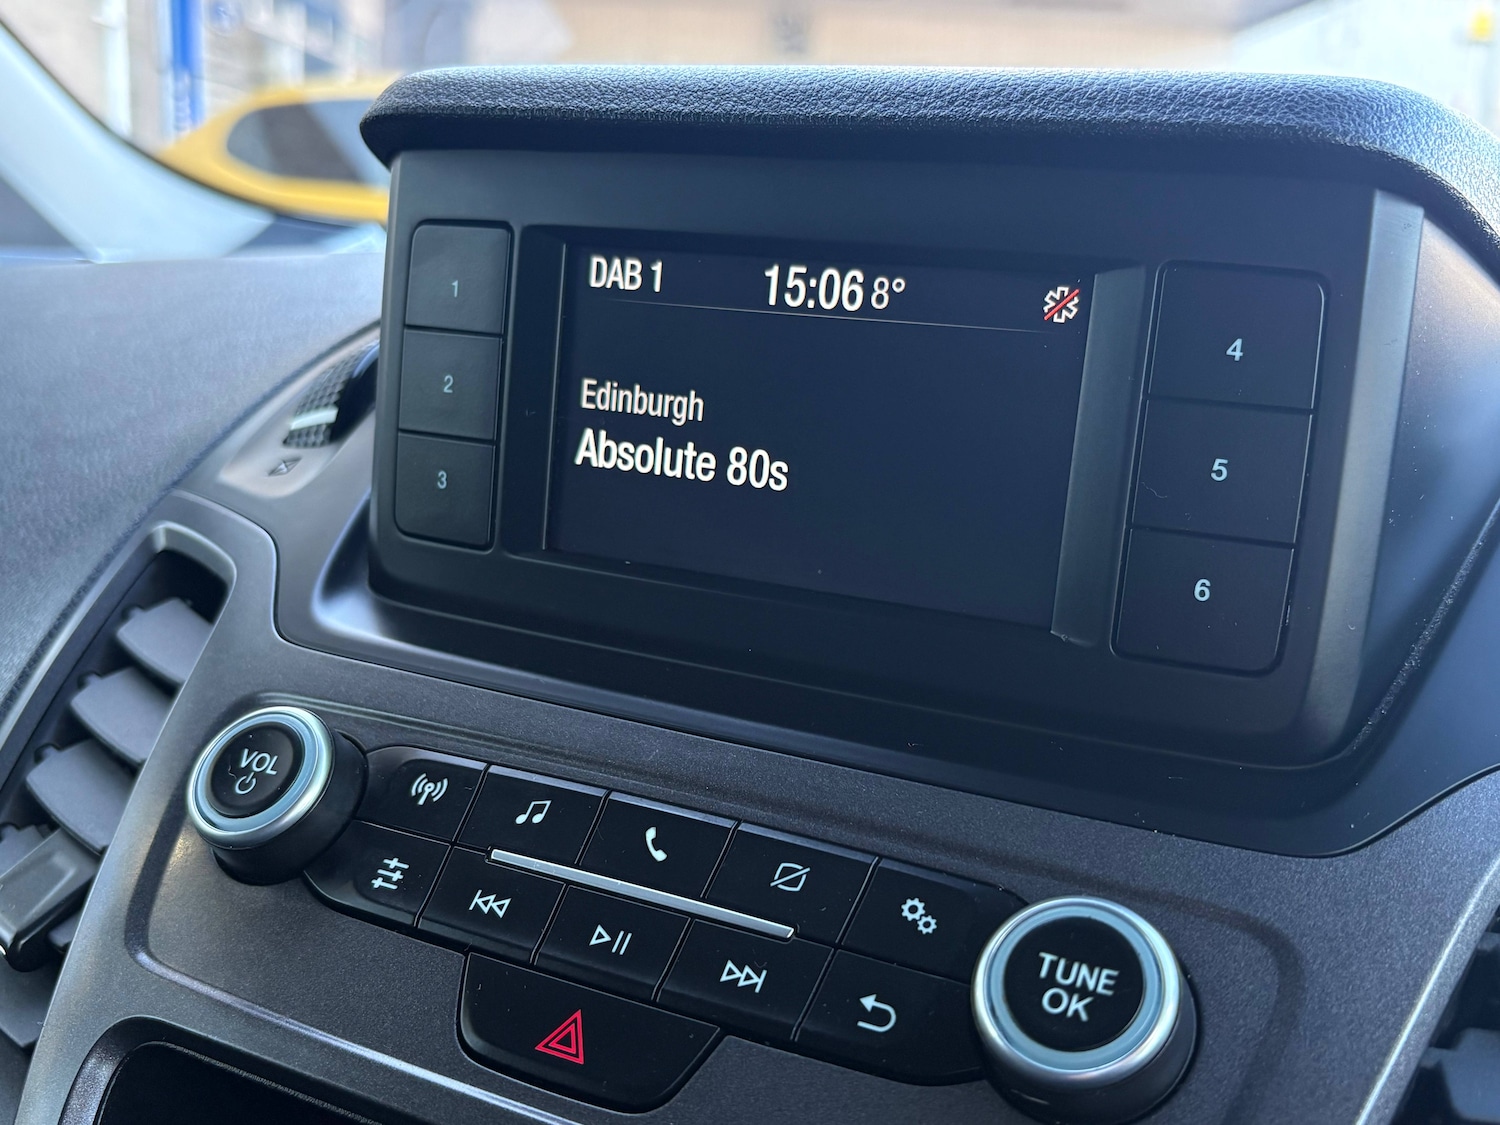 DAB 1 15:06 8°
Edinburgh
Absolute 80s
1
2
3
4
5
6
VOL
TUNE
OK